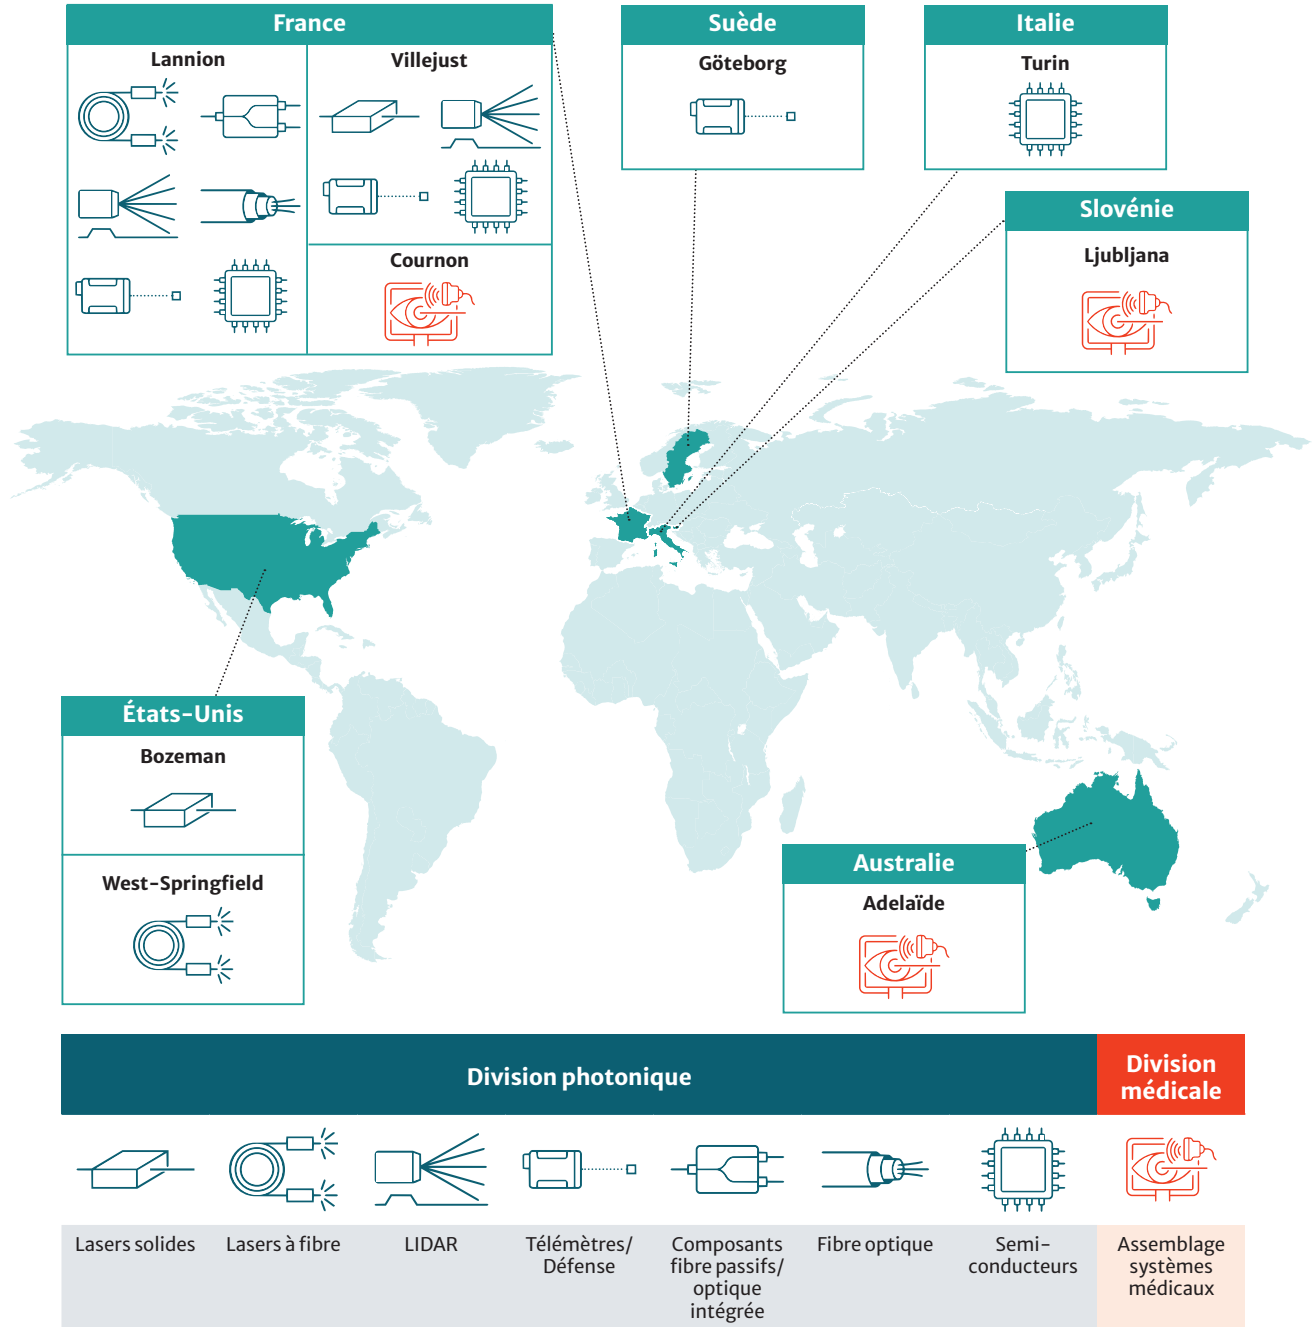 France
Lannion
Villejust
Cournon
Suède
Göteborg
Italie
Turin
Slovénie
Ljubljana
États-Unis
Bozeman
West-Springfield
Australie
Adelaïde
Division photonique
Division
médicale
Lasers solides
Lasers à fibre
LIDAR
Télémètres/
Défense
Composants
fibre passifs/
optique
intégrée
Fibre optique
Semi-
conducteurs
Assemblage
systèmes
médicaux